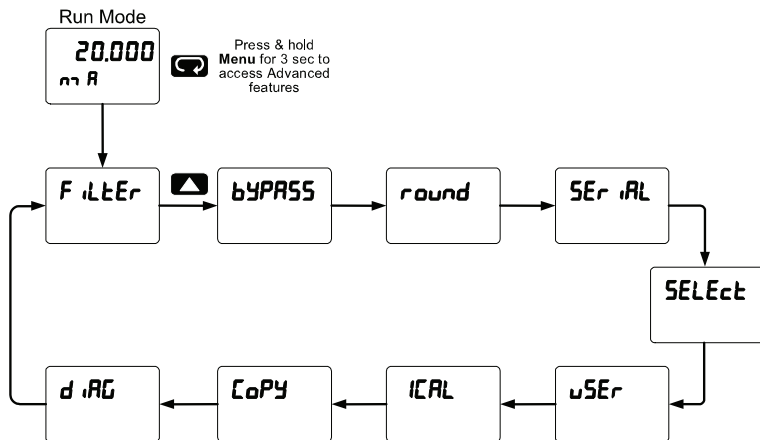 Run Mode
20.000
mA
Press & hold
Menu for 3 sec to
access Advanced
features
FiLtEr
bYPASS
round
SEriAL
SELEct
diAG
CoPY
ICAL
uSEr